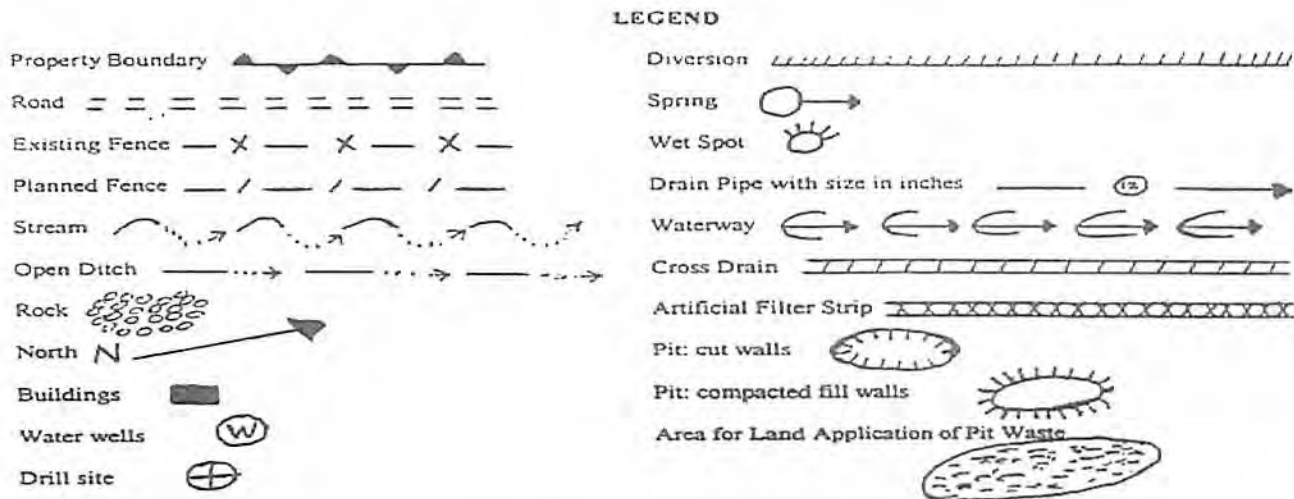 LEGEND
Property Boundary
Road
Existing Fence
Planned Fence
Stream
Open Ditch
Rock
North N
Buildings
Water wells W
Drill site
Diversion
Spring
Wet Spot
Drain Pipe with size in inches 12
Waterway
Cross Drain
Artificial Filter Strip
Pit: cut walls
Pit: compacted fill walls
Area for Land Application of Pit Waste